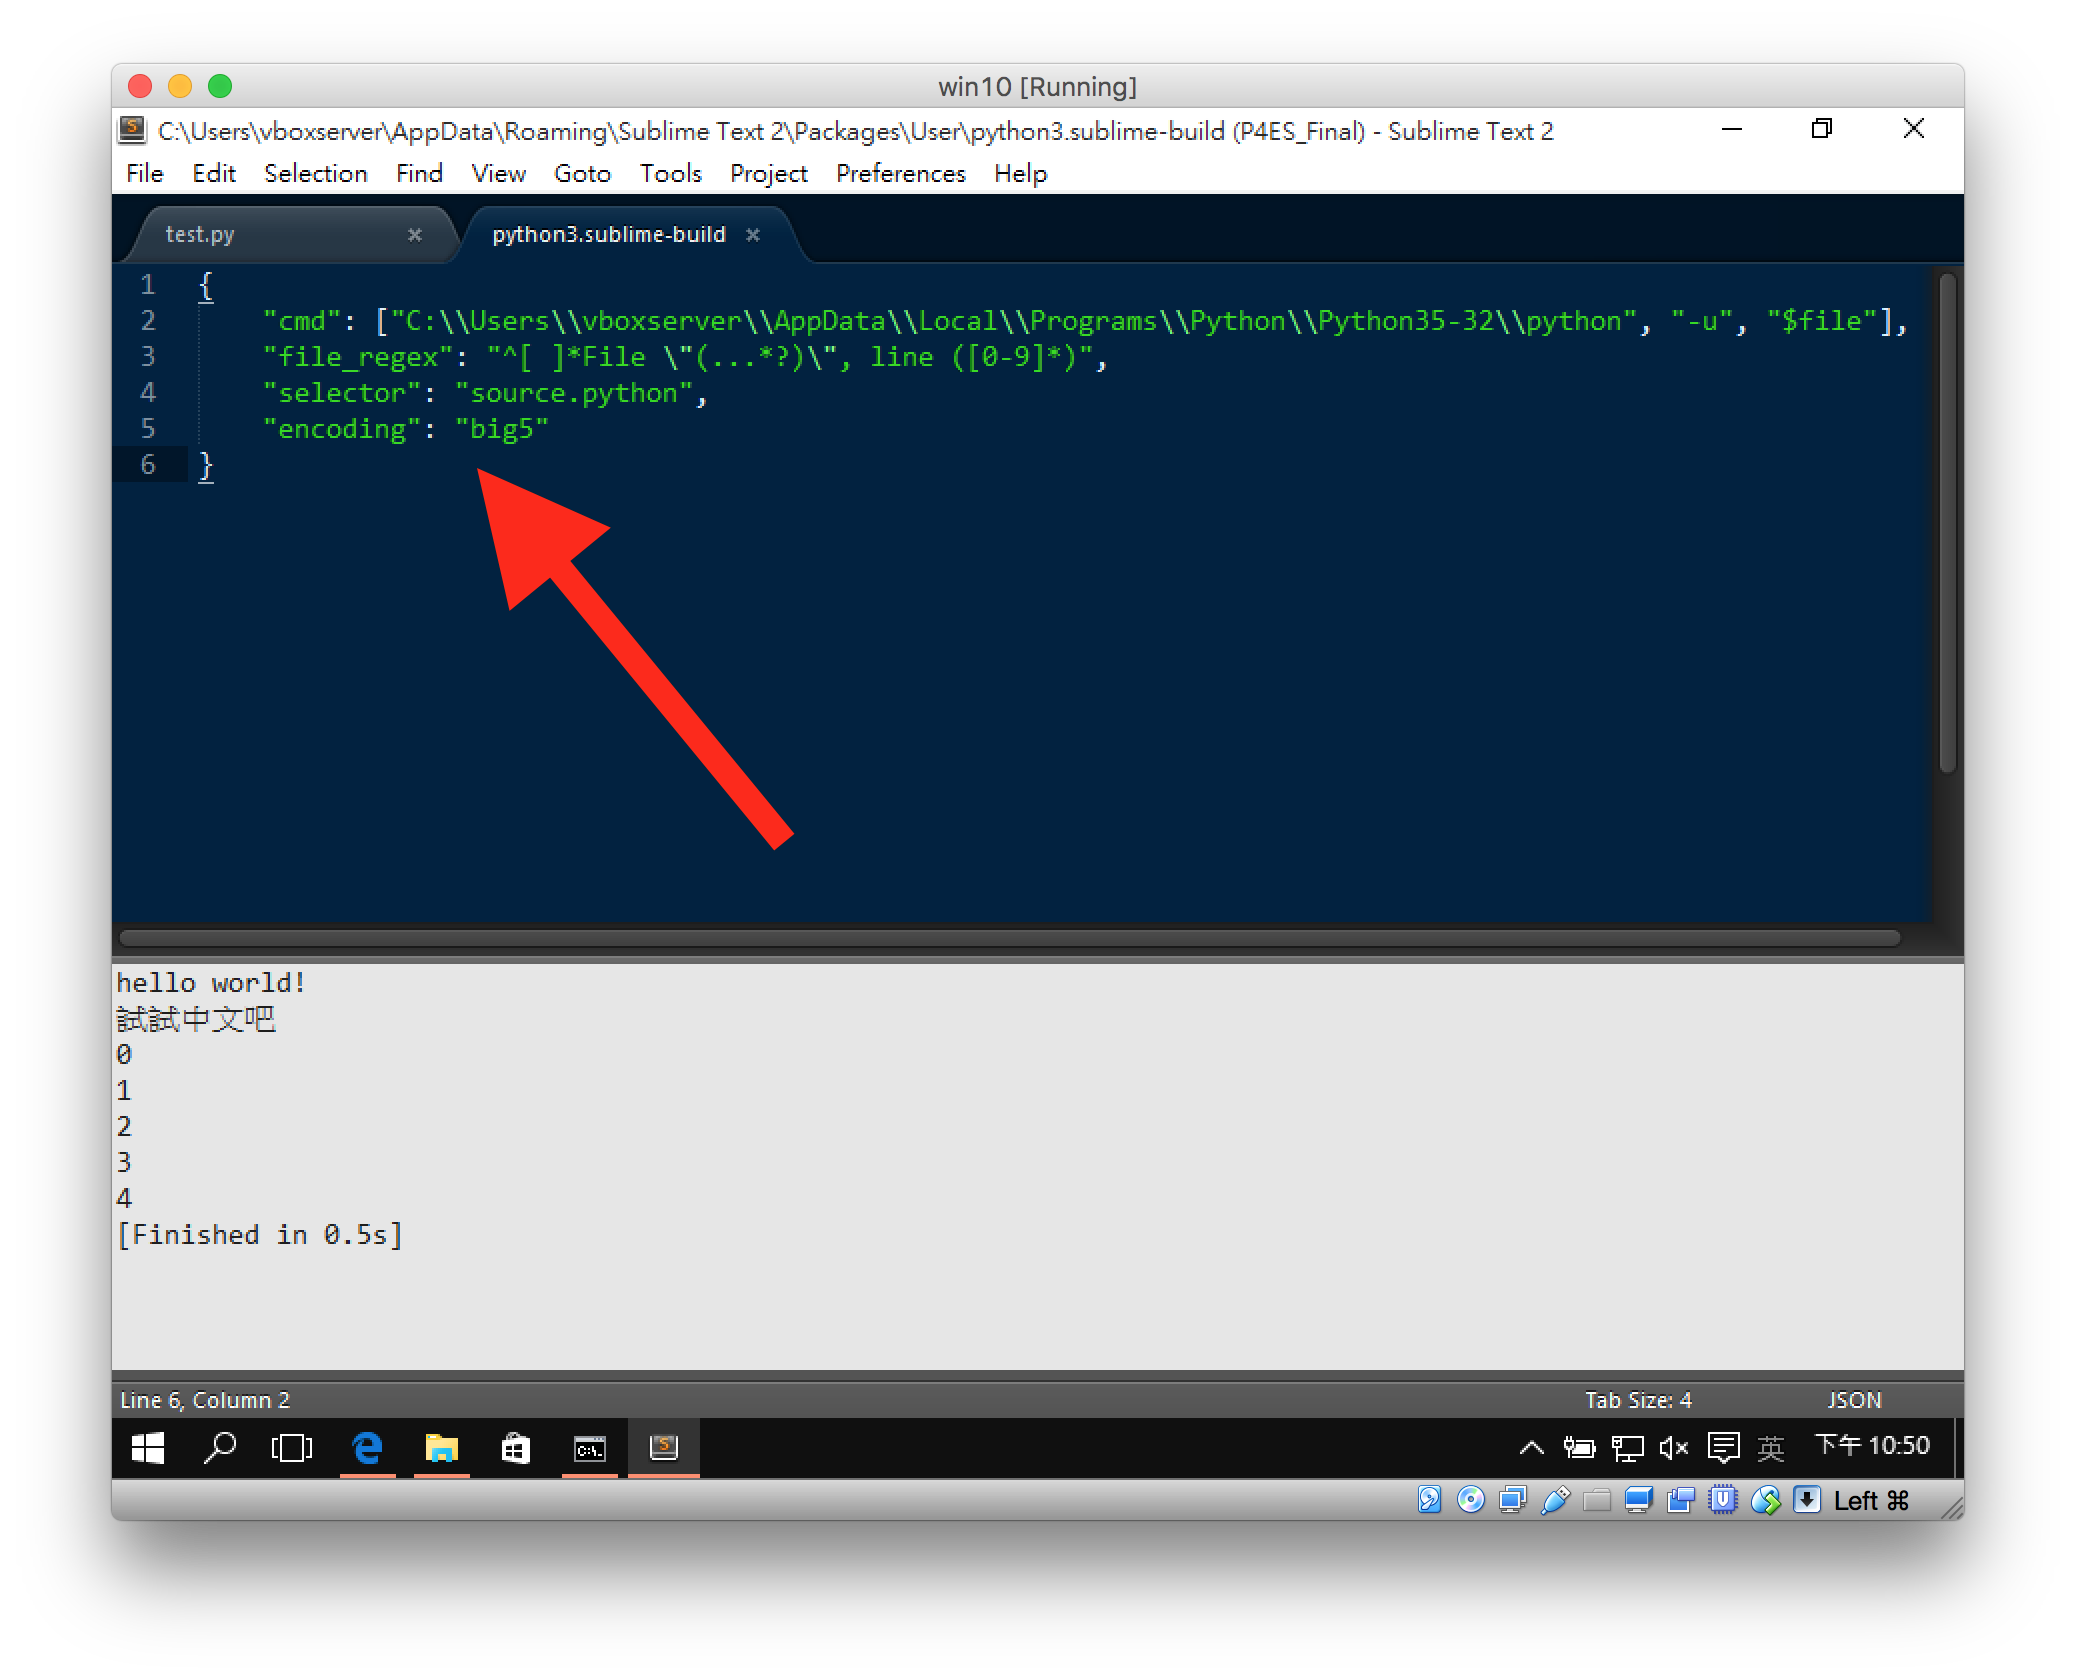 win10 [Running]
C:\Users\vboxserver\AppData\Roaming\Sublime Text 2\Packages\User\python3.sublime-build (P4ES_Final) - Sublime Text 2
File Edit Selection Find View Goto Tools Project Preferences Help
test.py × python3.sublime-build ×
1 {
2 "cmd": ["C:\\Users\\vboxserver\\AppData\\Local\\Programs\\Python\\Python35-32\\python", "-u", "$file"],
3 "file_regex": "^[ ]*File \"(...*?)\", line ([0-9]*)",
4 "selector": "source.python",
5 "encoding": "big5"
6 }
hello world!
試試中文吧
0
1
2
3
4
[Finished in 0.5s]
Line 6, Column 2 Tab Size: 4 JSON
英 下午 10:50
Left ⌘